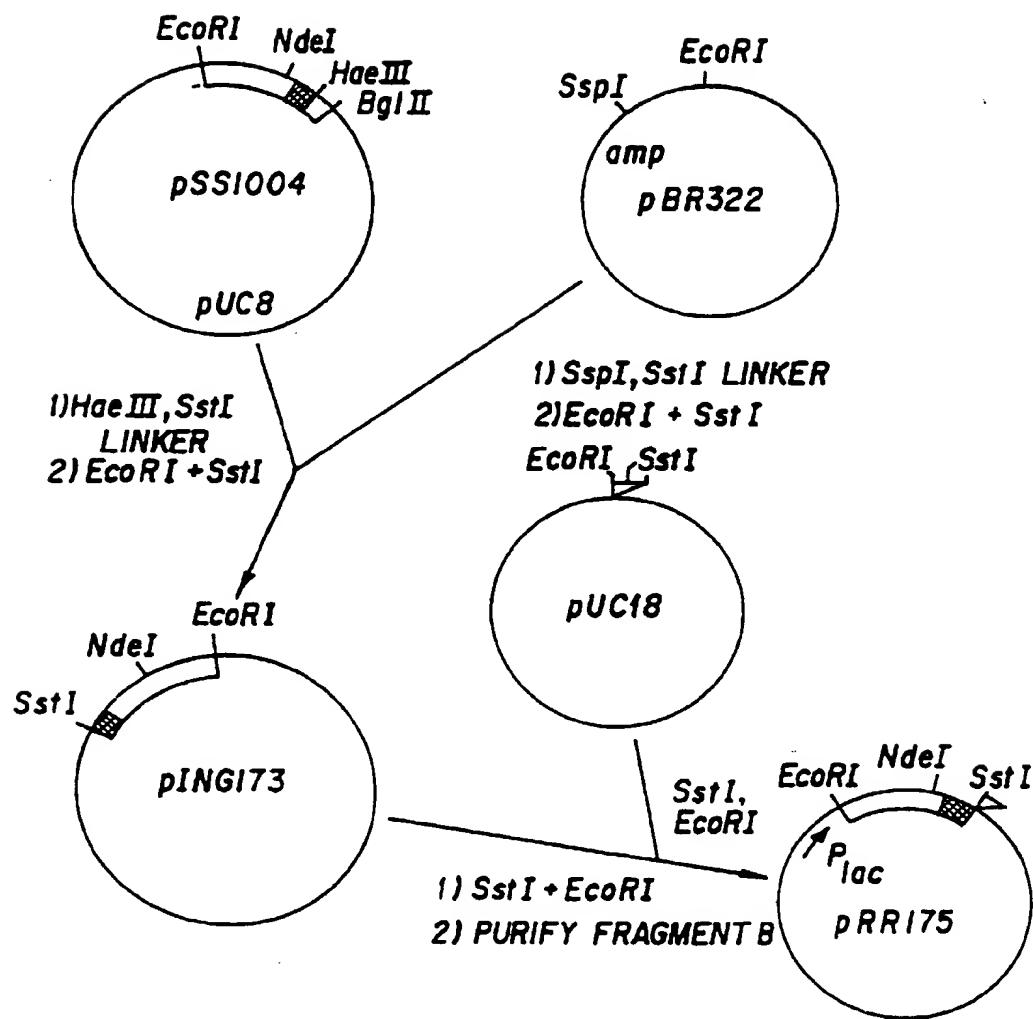 EcoRI
NdeI
HaeIII
BglII
pSS1004
pUC8
EcoRI
SspI
amp
pBR322
1)HaeIII,SstI
LINKER
2)EcoRI+SstI
1)SspI,SstI LINKER
2)EcoRI + SstI
EcoRI SstI
pUC18
EcoRI
NdeI
SstI
pING173
SstI,
EcoRI
1) SstI + EcoRI
2) PURIFY FRAGMENT B
EcoRI
NdeI
SstI
Plac
pRR175